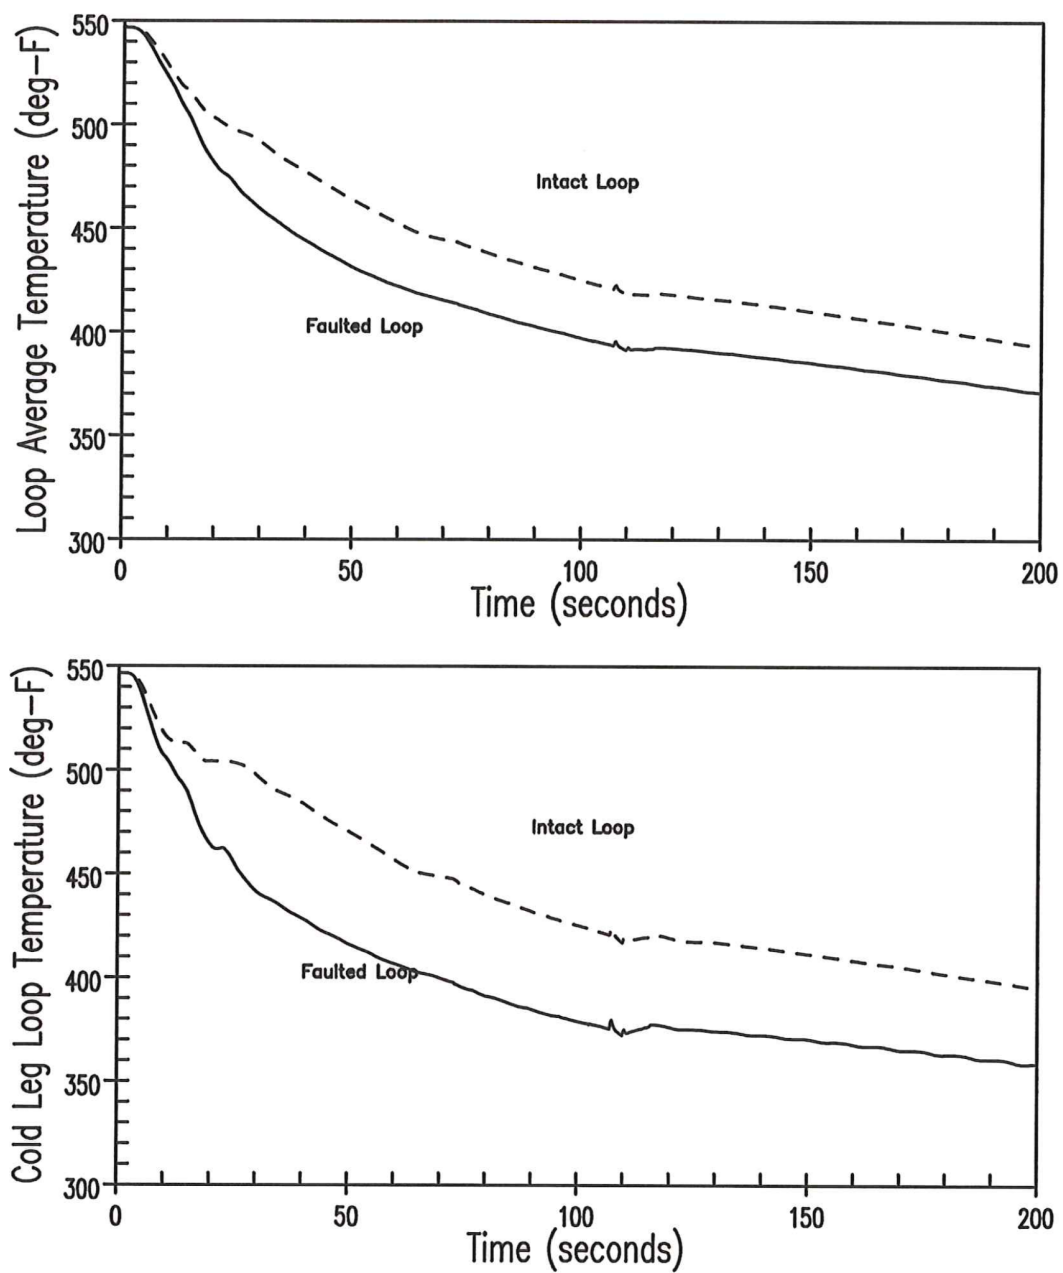 550
500
450
400
350
300
Loop Average Temperature (deg-F)
Intact Loop
Faulted Loop
0 50 100 150 200
Time (seconds)
550
500
450
400
350
300
Cold Leg Loop Temperature (deg-F)
Intact Loop
Faulted Loop
0 50 100 150 200
Time (seconds)